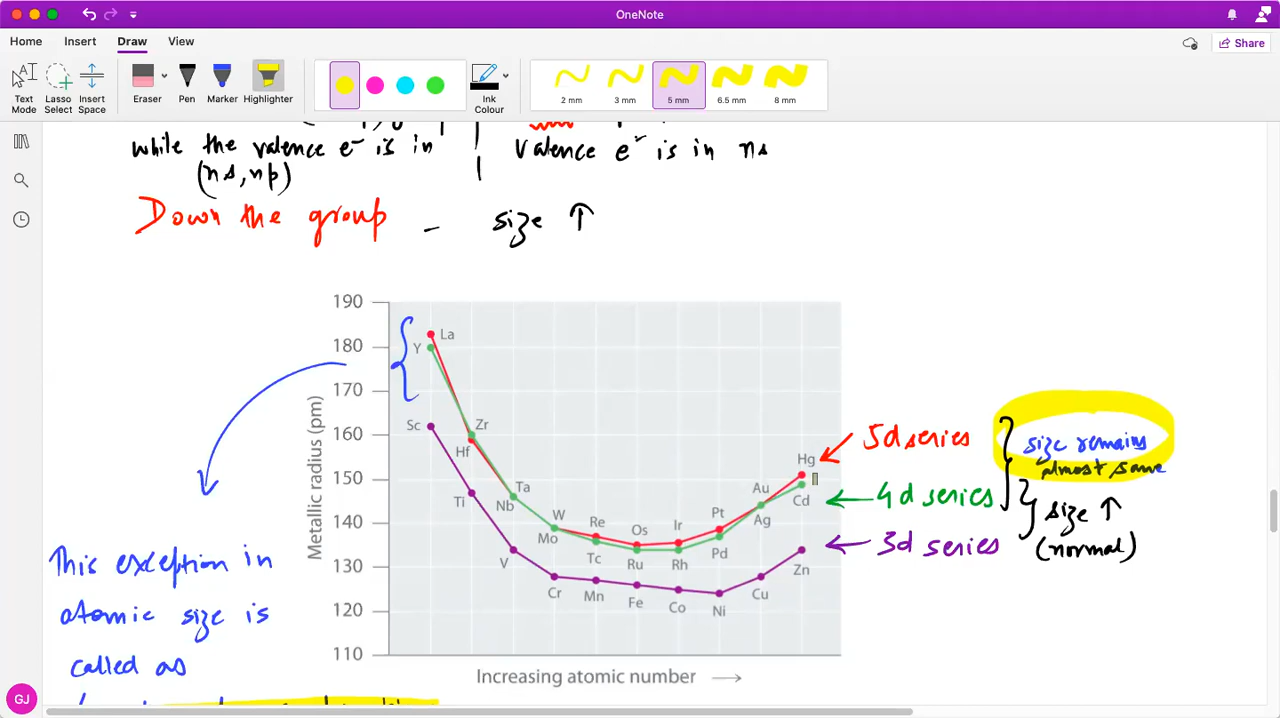 OneNote
Home Insert Draw View
Share
Text Mode
Lasso Select
Insert Space
Eraser
Pen
Marker
Highlighter
Ink Colour
2 mm 3 mm 5 mm 6.5 mm 8 mm
while the valence e⁻ is in
(ns, np)
valence e⁻ is in ns
Down the group - size ↑
190
180
170
160
150
140
130
120
110
Metallic radius (pm)
La
Y
Sc
Zr
Hf
Ti
Ta
Nb
V
W
Mo
Cr
Re
Tc
Mn
Os
Ru
Fe
Ir
Rh
Co
Pt
Pd
Ni
Au
Ag
Cu
Hg
Cd
Zn
Increasing atomic number
5d series
4d series
3d series
size remains
almost same
size ↑
(normal)
This exception in
atomic size is
called as
GJ